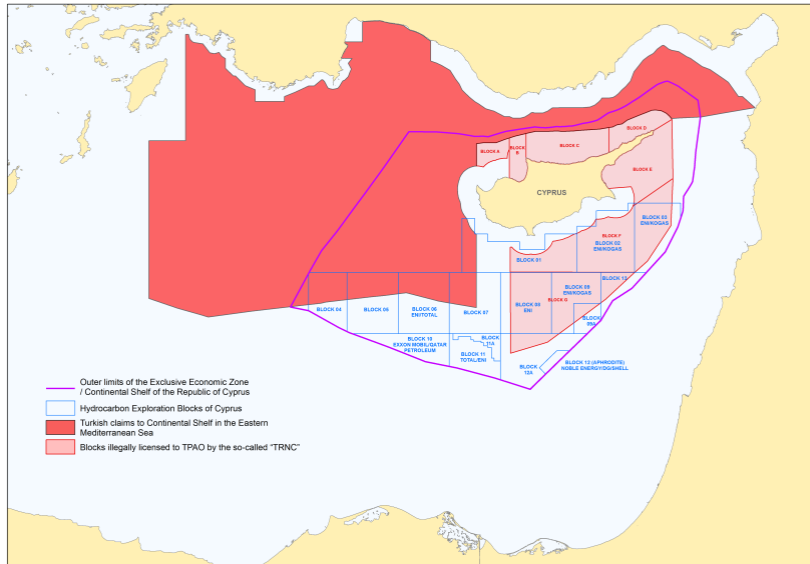 BLOCK D
BLOCK A
BLOCK
B
BLOCK C
BLOCK E
CYPRUS
BLOCK 03
ENI/KOGAS
BLOCK F
BLOCK 02
ENI/KOGAS
BLOCK 01
BLOCK 13
BLOCK 09
ENI/KOGAS
BLOCK G
BLOCK 08
ENI
BLOCK 04
BLOCK 05
BLOCK 06
ENI/TOTAL
BLOCK 07
BLOCK
09A
BLOCK 10
EXXON MOBIL/QATAR
PETROLEUM
BLOCK
11A
BLOCK 11
TOTAL/ENI
BLOCK
12A
BLOCK 12 (APHRODITE)
NOBLE ENERGY/DG/SHELL
Outer limits of the Exclusive Economic Zone
/ Continental Shelf of the Republic of Cyprus
Hydrocarbon Exploration Blocks of Cyprus
Turkish claims to Continental Shelf in the Eastern
Mediterranean Sea
Blocks illegally licensed to TPAO by the so-called “TRNC”